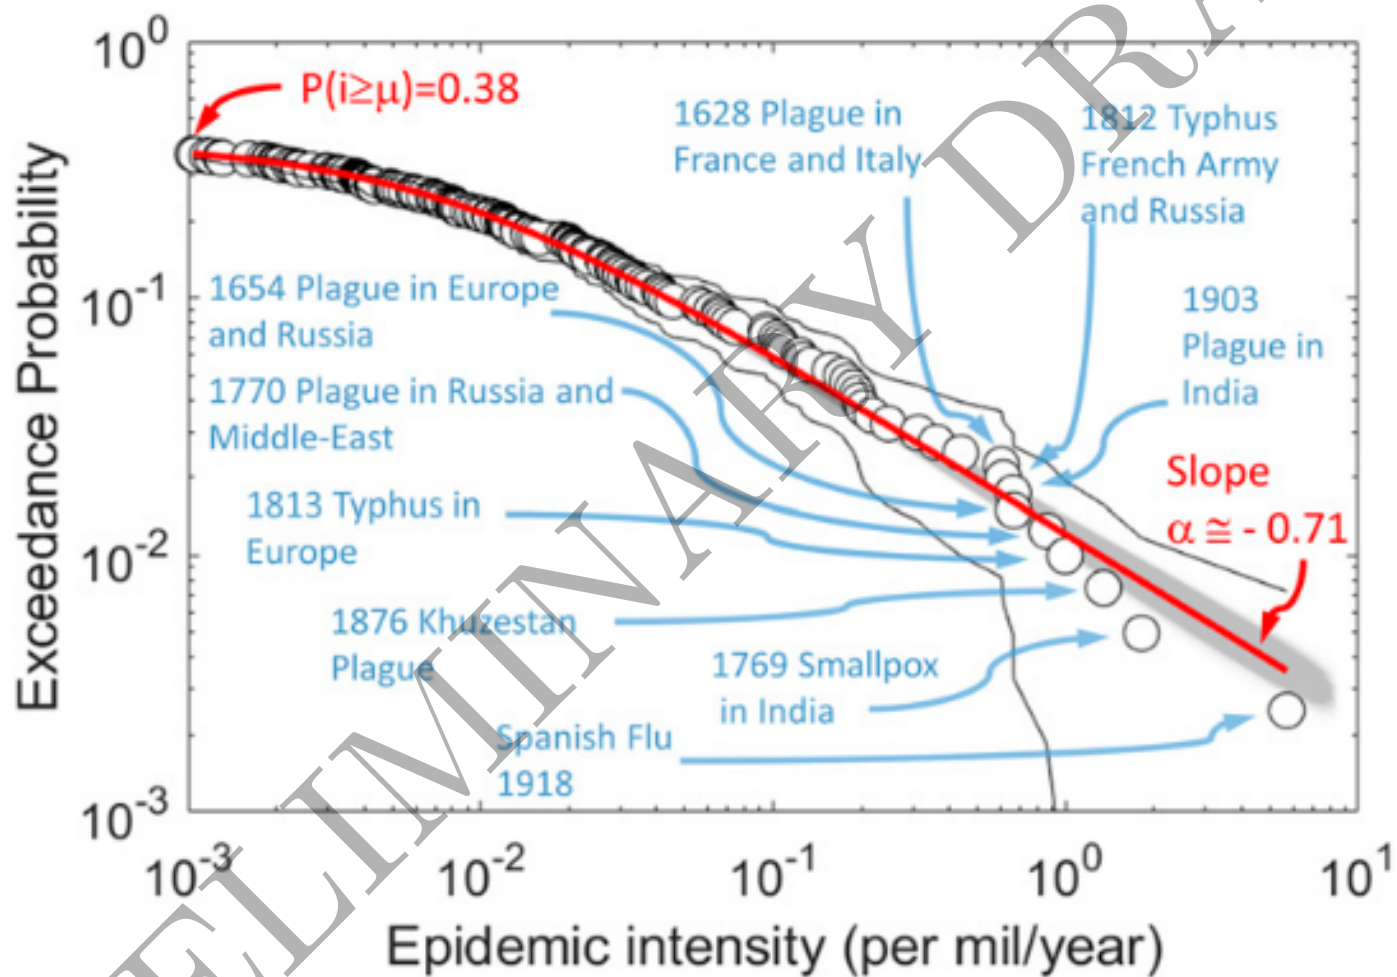 10^0
P(i≥μ)=0.38
1628 Plague in
France and Italy
1812 Typhus
French Army
and Russia
10^-1
1654 Plague in Europe
and Russia
1903
Plague in
India
1770 Plague in Russia and
Middle-East
Slope
α ≅ - 0.71
1813 Typhus in
Europe
10^-2
1876 Khuzestan
Plague
1769 Smallpox
in India
Spanish Flu
1918
10^-3
Exceedance Probability
10^-3 10^-2 10^-1 10^0 10^1
Epidemic intensity (per mil/year)
ELIMINARY DRA